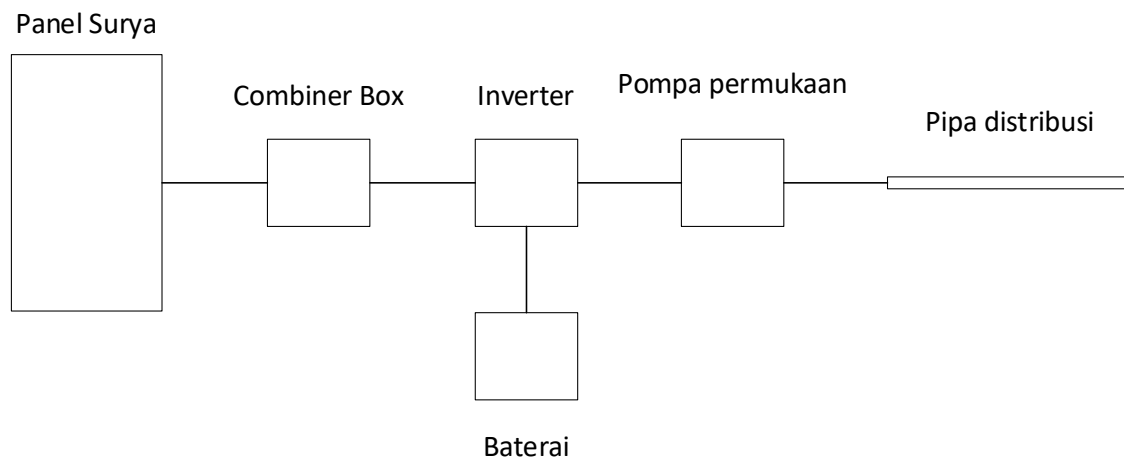 Panel Surya
Combiner Box
Inverter
Pompa permukaan
Pipa distribusi
Baterai